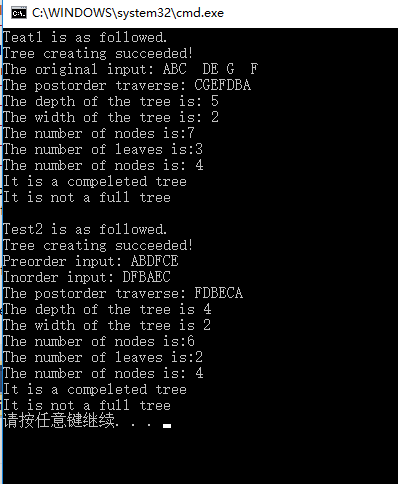 C:\WINDOWS\system32\cmd.exe
Teat1 is as followed.
Tree creating succeeded!
The original input: ABC  DE G  F
The postorder traverse: CGEFDBA
The depth of the tree is: 5
The width of the tree is: 2
The number of nodes is:7
The number of leaves is:3
The number of nodes is: 4
It is a compeleted tree
It is not a full tree
Test2 is as followed.
Tree creating succeeded!
Preorder input: ABDFCE
Inorder input: DFBAEC
The postorder traverse: FDBECA
The depth of the tree is 4
The width of the tree is 2
The number of nodes is:6
The number of leaves is:2
The number of nodes is: 4
It is a compeleted tree
It is not a full tree
请按任意键继续. . .